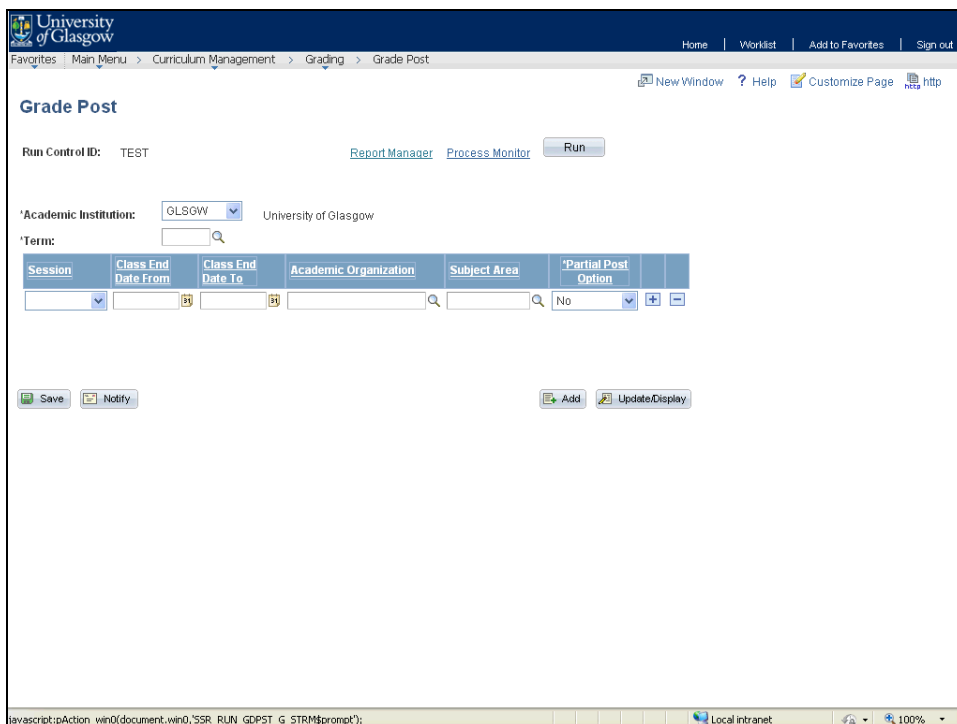 University
of Glasgow
Home | Worklist | Add to Favorites | Sign out
Favorites Main Menu > Curriculum Management > Grading > Grade Post
New Window ? Help Customize Page http
Grade Post
Run Control ID: TEST Report Manager Process Monitor Run
*Academic Institution: GLSGW University of Glasgow
*Term:
Session Class End Date From Class End Date To Academic Organization Subject Area *Partial Post Option
No
Save Notify Add Update/Display
javascript:pAction_win0(document.win0,'SSR_RUN_GDPST_G_STRM$prompt'); Local intranet 100%